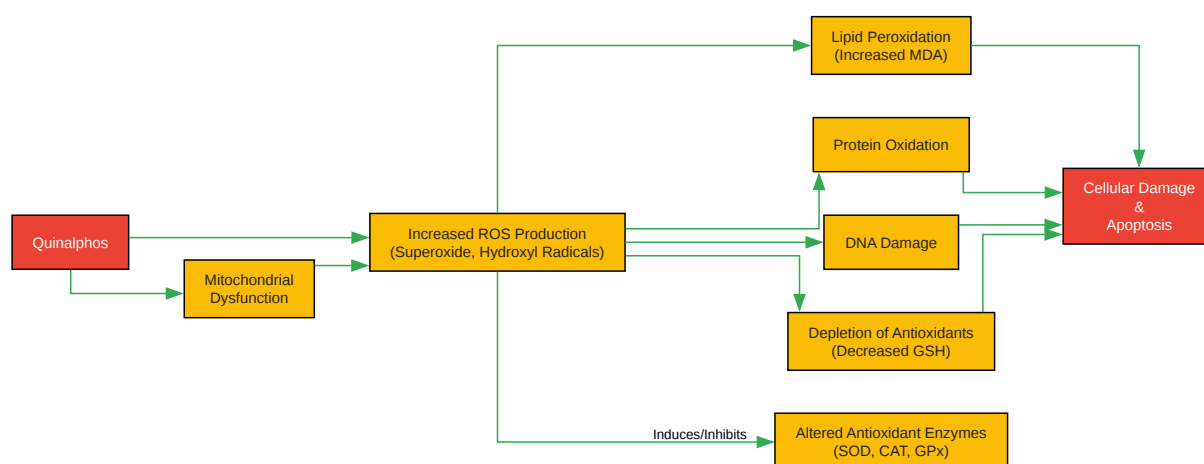 Lipid Peroxidation
(Increased MDA)
Protein Oxidation
Cellular Damage
&
Apoptosis
Quinalphos
Increased ROS Production
(Superoxide, Hydroxyl Radicals)
DNA Damage
Mitochondrial
Dysfunction
Depletion of Antioxidants
(Decreased GSH)
Induces/Inhibits
Altered Antioxidant Enzymes
(SOD, CAT, GPx)